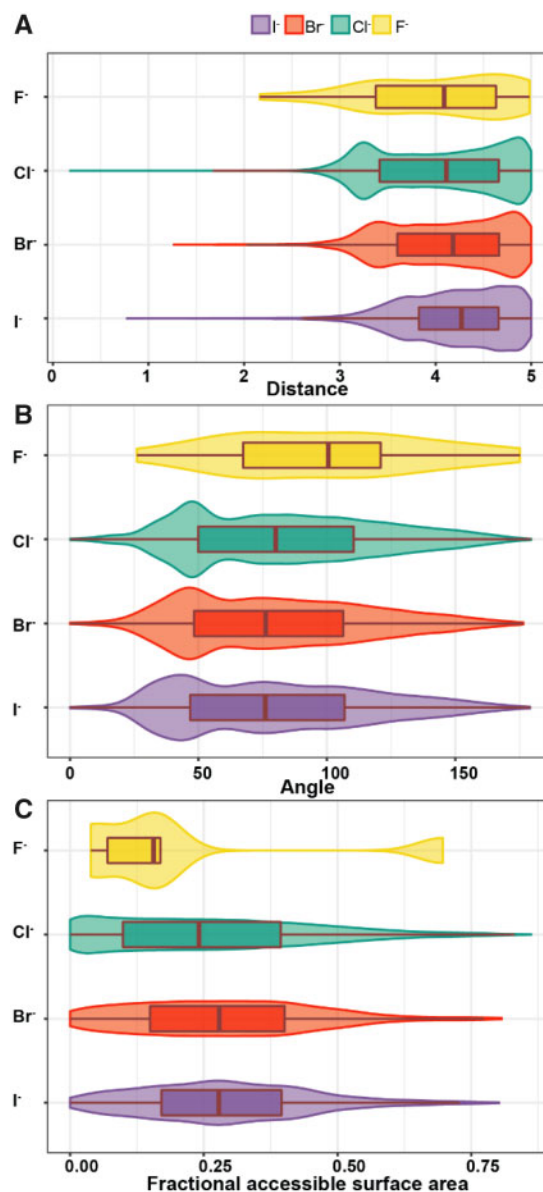 A
I- Br- Cl- F-
F-
Cl-
Br-
I-
0 1 2 3 4 5
Distance
B
F-
Cl-
Br-
I-
0 50 100 150
Angle
C
F-
Cl-
Br-
I-
0.00 0.25 0.50 0.75
Fractional accessible surface area